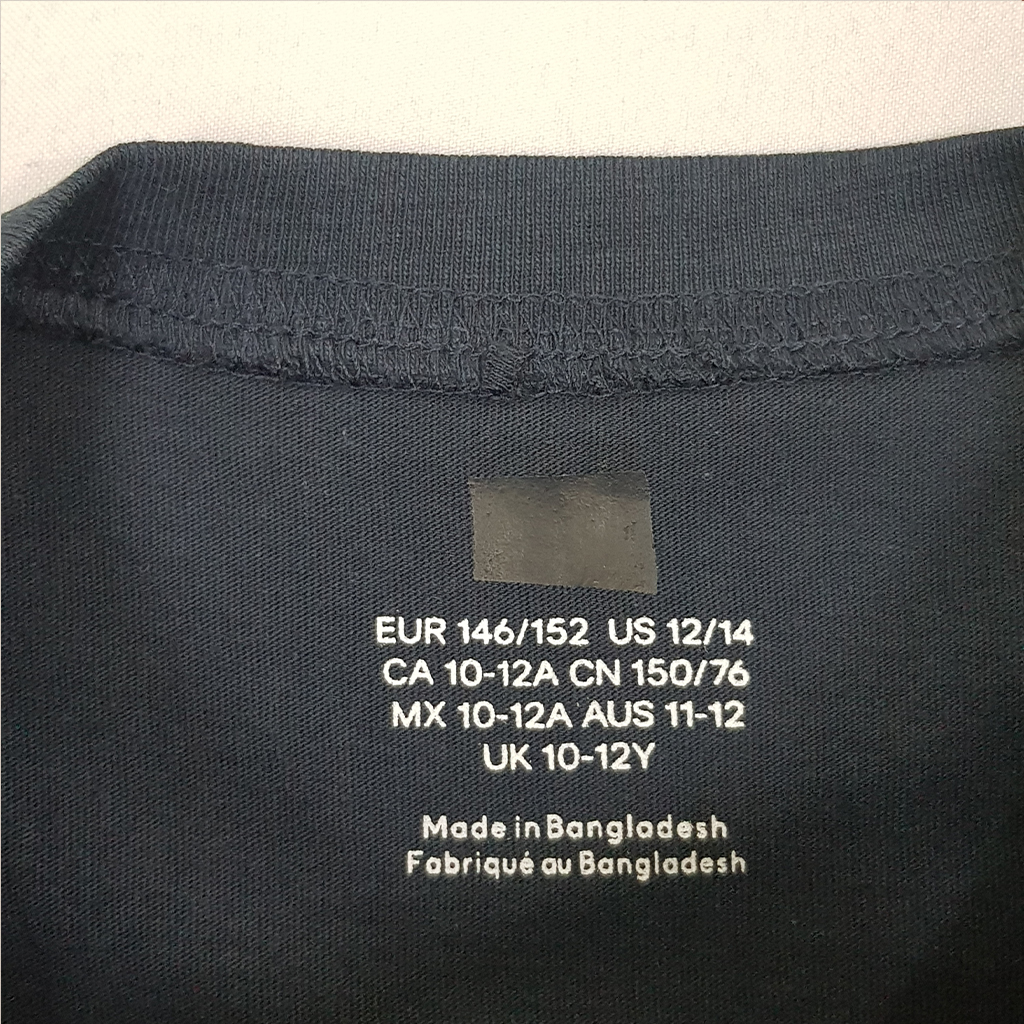 EUR 146/152 US 12/14
CA 10-12A CN 150/76
MX 10-12A AUS 11-12
UK 10-12Y
Made in Bangladesh
Fabriqué au Bangladesh